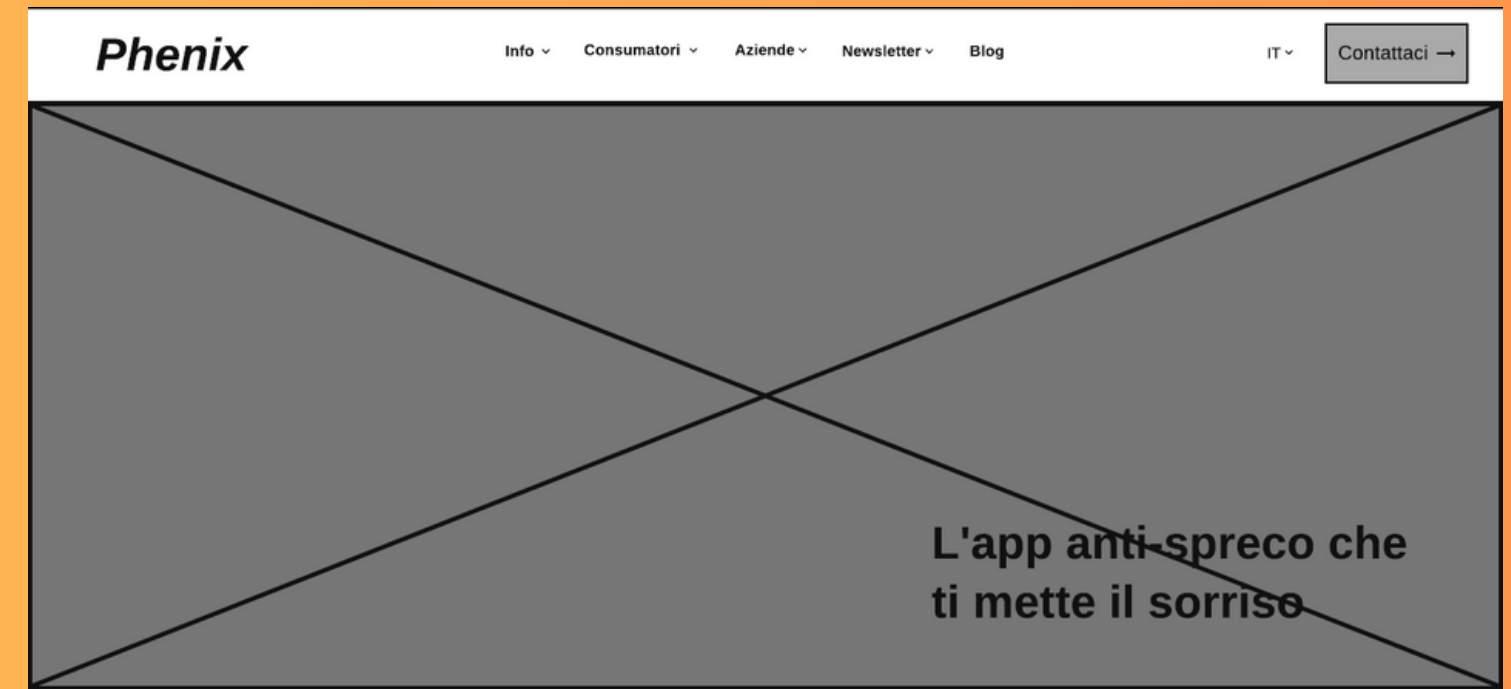 Phenix
Info Consumatori Aziende Newsletter Blog
IT
Contattaci →
L'app anti-spreco che
ti mette il sorriso